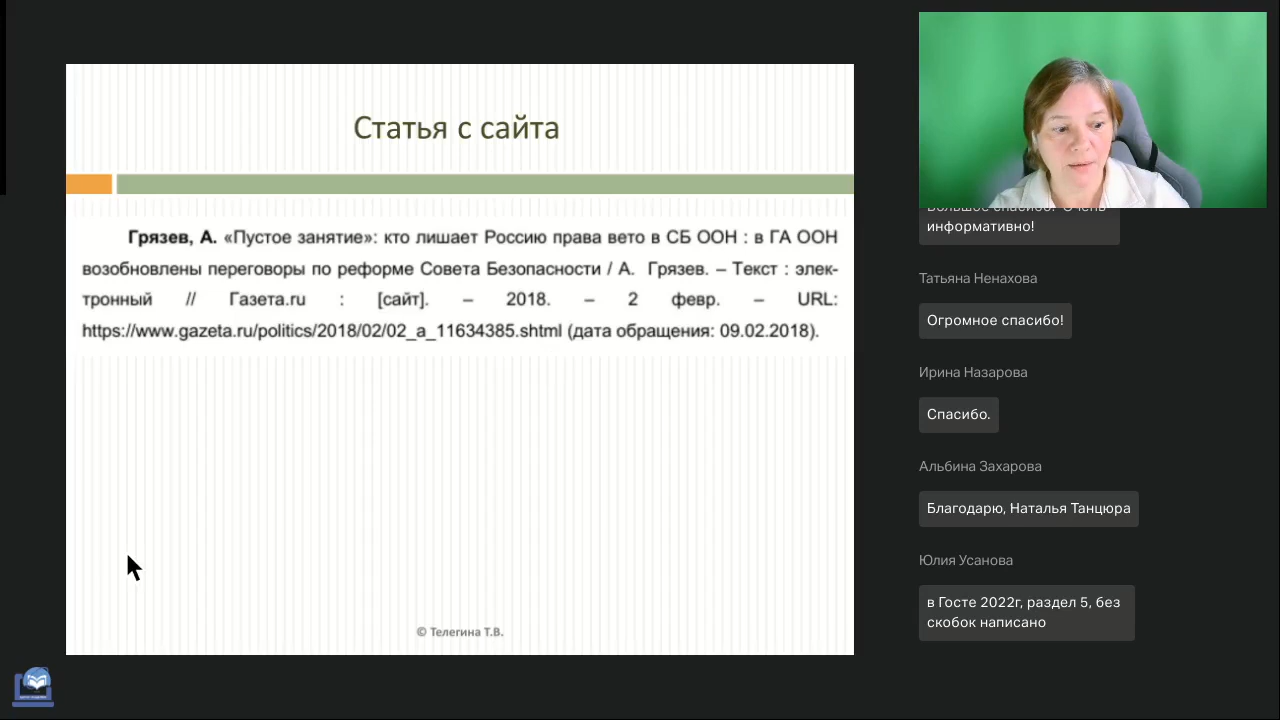 Статья с сайта
Грязев, А. «Пустое занятие»: кто лишает Россию права вето в СБ ООН : в ГА ООН
возобновлены переговоры по реформе Совета Безопасности / А. Грязев. – Текст : элек-
тронный // Газета.ru : [сайт]. – 2018. – 2 февр. – URL:
https://www.gazeta.ru/politics/2018/02/02_a_11634385.shtml (дата обращения: 09.02.2018).
© Телегина Т.В.
Большое спасибо! Очень
информативно!
Татьяна Ненахова
Огромное спасибо!
Ирина Назарова
Спасибо.
Альбина Захарова
Благодарю, Наталья Танцюра
Юлия Усанова
в Госте 2022г, раздел 5, без
скобок написано